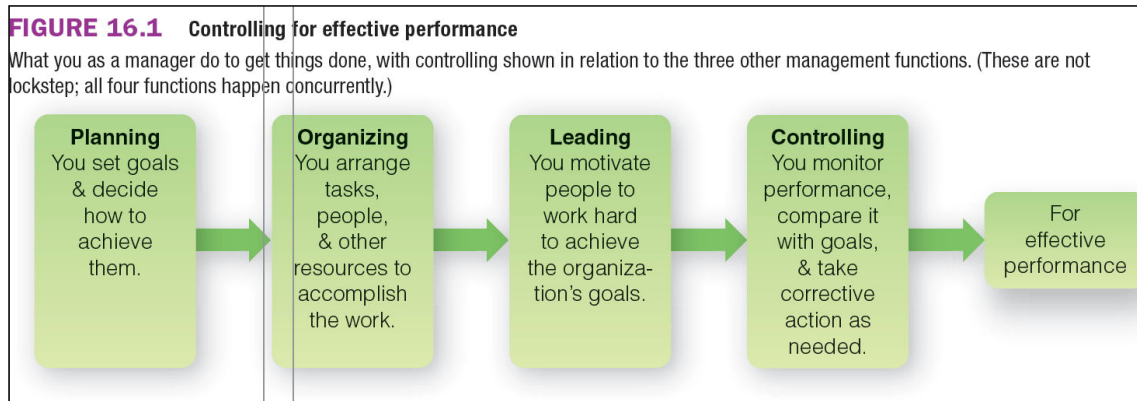 FIGURE 16.1 Controlling for effective performance
What you as a manager do to get things done, with controlling shown in relation to the three other management functions. (These are not
lockstep; all four functions happen concurrently.)
Planning
You set goals
& decide
how to
achieve
them.
Organizing
You arrange
tasks,
people,
& other
resources to
accomplish
the work.
Leading
You motivate
people to
work hard
to achieve
the organiza-
tion's goals.
Controlling
You monitor
performance,
compare it
with goals,
& take
corrective
action as
needed.
For
effective
performance